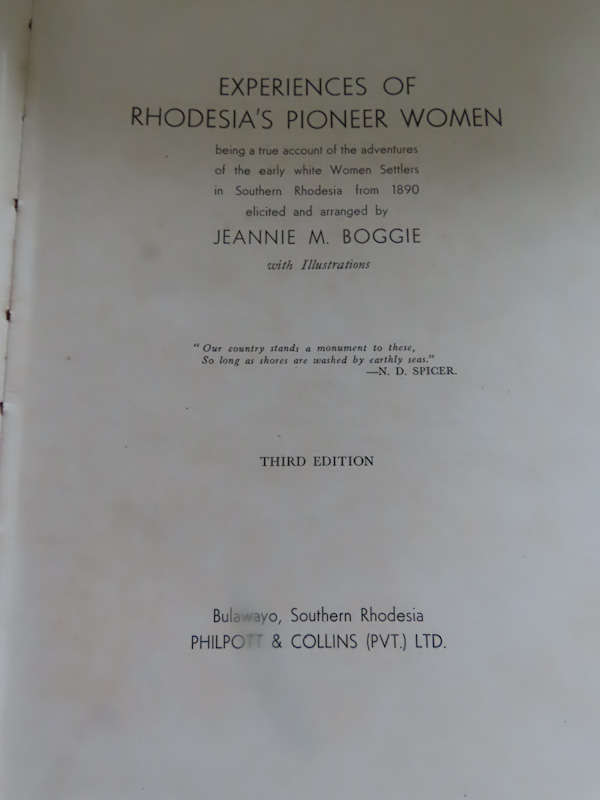 EXPERIENCES OF
RHODESIA'S PIONEER WOMEN
being a true account of the adventures
of the early white Women Settlers
in Southern Rhodesia from 1890
elicited and arranged by
JEANNIE M. BOGGIE
with Illustrations
"Our country stands a monument to these,
So long as shores are washed by earthly seas."
—N. D. SPICER.
THIRD EDITION
Bulawayo, Southern Rhodesia
PHILPOTT & COLLINS (PVT.) LTD.